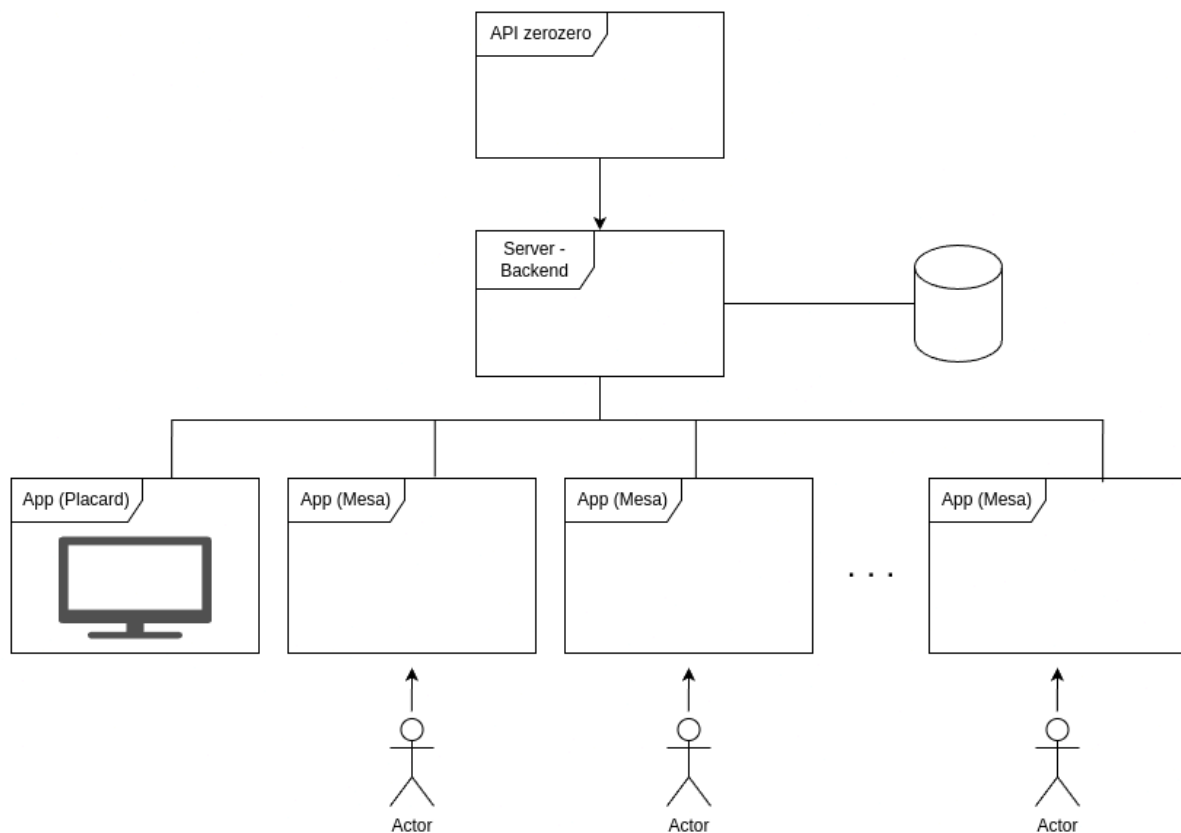 API zerozero
Server -
Backend
App (Placard)
App (Mesa)
App (Mesa)
. . .
App (Mesa)
Actor
Actor
Actor